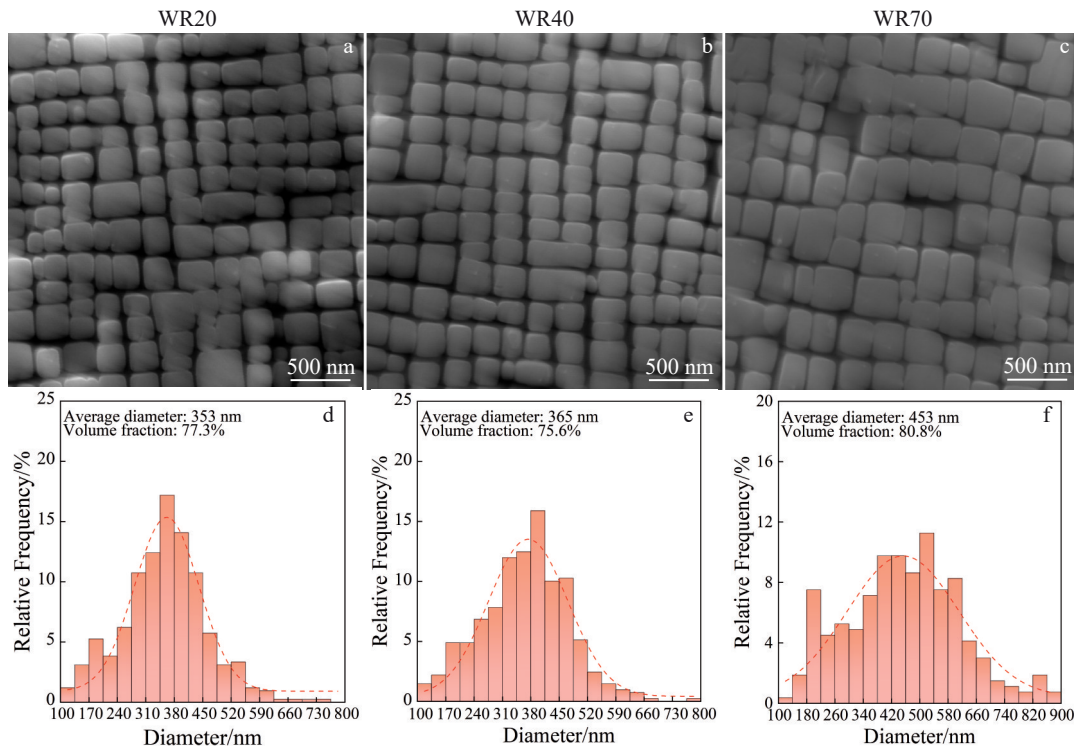 WR20 WR40 WR70
a b c
500 nm 500 nm 500 nm
25
Average diameter: 353 nm
Volume fraction: 77.3%
d
20
15
10
5
0
Relative Frequency/%
100 170 240 310 380 450 520 590 660 730 800
Diameter/nm
25
Average diameter: 365 nm
Volume fraction: 75.6%
e
20
15
10
5
0
Relative Frequency/%
100 170 240 310 380 450 520 590 660 730 800
Diameter/nm
20
Average diameter: 453 nm
Volume fraction: 80.8%
f
16
12
8
4
0
Relative Frequency/%
100 180 260 340 420 500 580 660 740 820 900
Diameter/nm